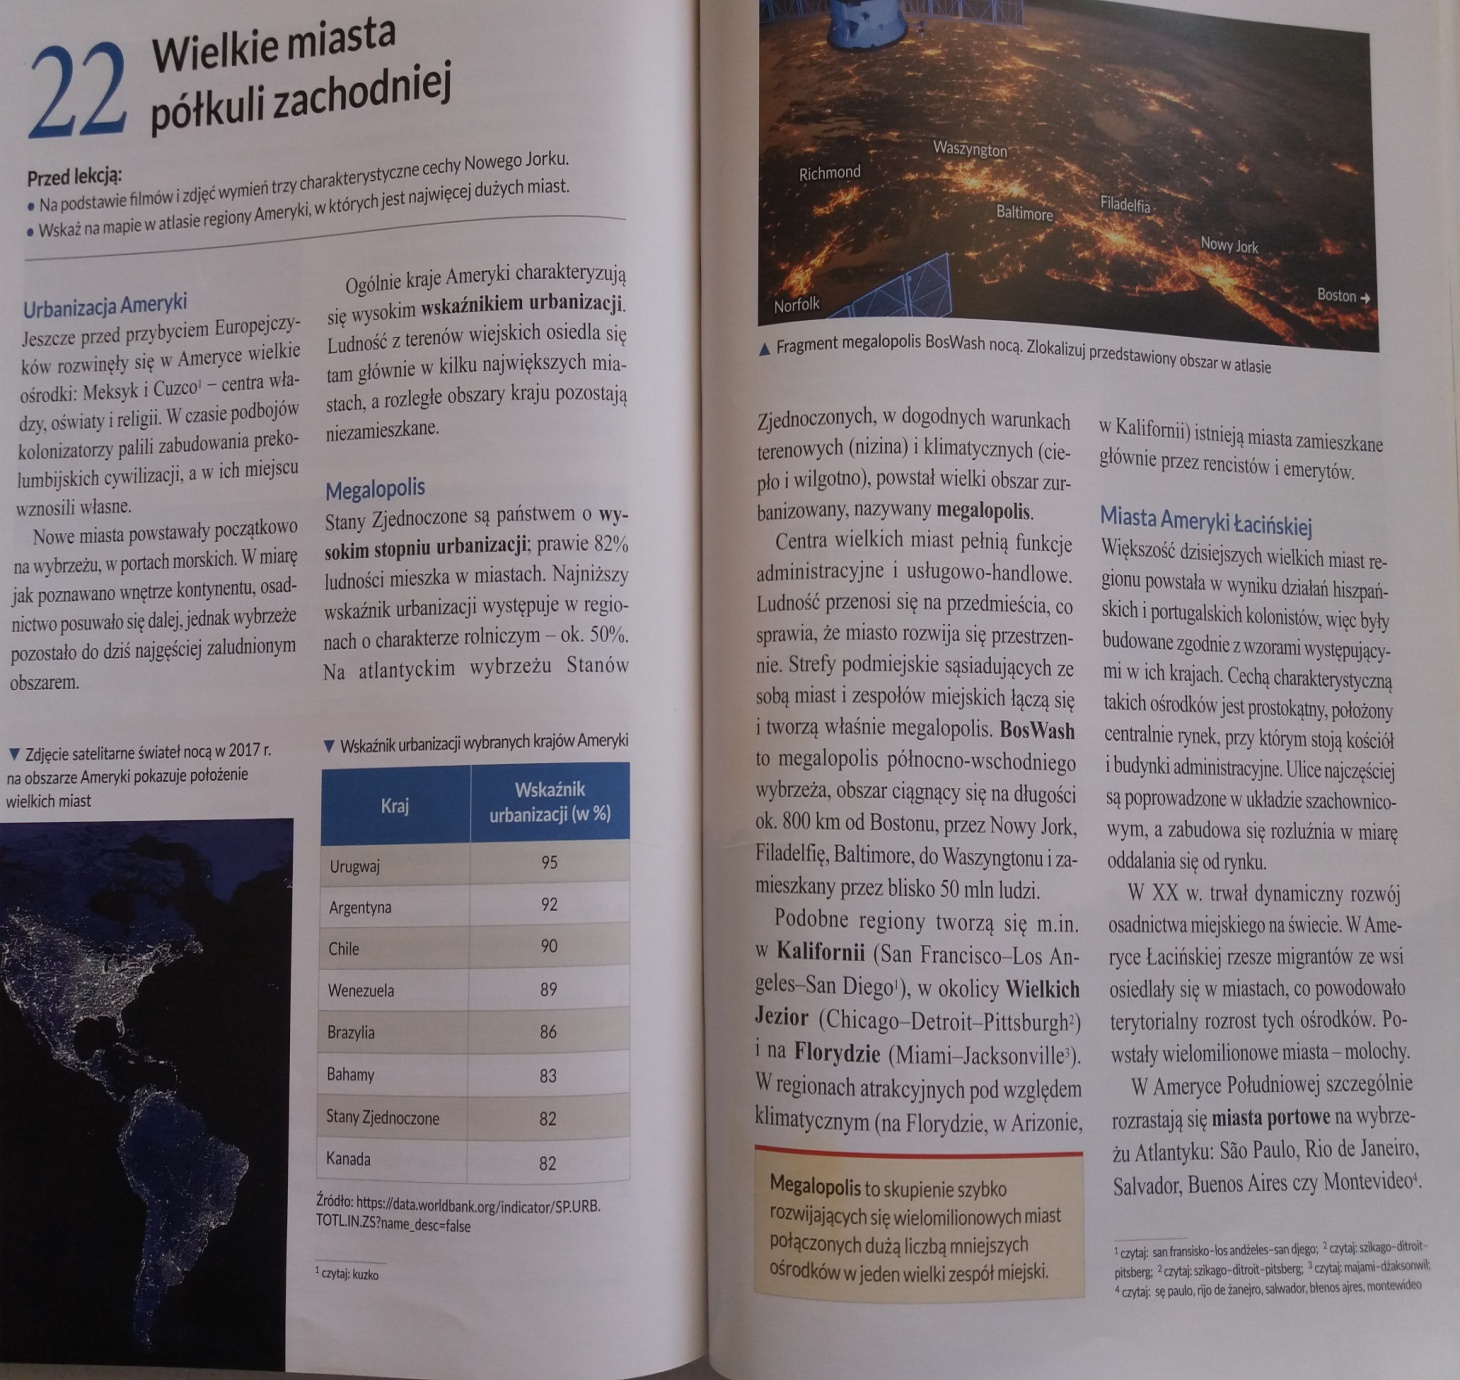 22
Wielkie miasta
półkuli zachodniej
Przed lekcją:
• Na podstawie filmów i zdjęć wymień trzy charakterystyczne cechy Nowego Jorku.
• Wskaż na mapie w atlasie regiony Ameryki, w których jest najwięcej dużych miast.
Urbanizacja Ameryki
Jeszcze przed przybyciem Europejczy-
ków rozwinęły się w Ameryce wielkie
ośrodki: Meksyk i Cuzco¹ – centra wła-
dzy, oświaty i religii. W czasie podbojów
kolonizatorzy palili zabudowania preko-
lumbijskich cywilizacji, a w ich miejscu
wznosili własne.
Nowe miasta powstawały początkowo
na wybrzeżu, w portach morskich. W miarę
jak poznawano wnętrze kontynentu, osad-
nictwo posuwało się dalej, jednak wybrzeże
pozostało do dziś najgęściej zaludnionym
obszarem.
▼ Zdjęcie satelitarne świateł nocą w 2017 r.
na obszarze Ameryki pokazuje położenie
wielkich miast
Ogólnie kraje Ameryki charakteryzują
się wysokim wskaźnikiem urbanizacji.
Ludność z terenów wiejskich osiedla się
tam głównie w kilku największych mia-
stach, a rozległe obszary kraju pozostają
niezamieszkane.
Megalopolis
Stany Zjednoczone są państwem o wy-
sokim stopniu urbanizacji; prawie 82%
ludności mieszka w miastach. Najniższy
wskaźnik urbanizacji występuje w regio-
nach o charakterze rolniczym – ok. 50%.
Na atlantyckim wybrzeżu Stanów
▼ Wskaźnik urbanizacji wybranych krajów Ameryki
Kraj Wskaźnik urbanizacji (w %)
Urugwaj 95
Argentyna 92
Chile 90
Wenezuela 89
Brazylia 86
Bahamy 83
Stany Zjednoczone 82
Kanada 82
Źródło: https://data.worldbank.org/indicator/SP.URB.
TOTL.IN.ZS?name_desc=false
¹ czytaj: kuzko
Waszyngton
Richmond
Baltimore
Filadelfia
Nowy Jork
Boston →
Norfolk
▲ Fragment megalopolis BosWash nocą. Zlokalizuj przedstawiony obszar w atlasie
Zjednoczonych, w dogodnych warunkach
terenowych (nizina) i klimatycznych (cie-
pło i wilgotno), powstał wielki obszar zur-
banizowany, nazywany megalopolis.
Centra wielkich miast pełnią funkcje
administracyjne i usługowo-handlowe.
Ludność przenosi się na przedmieścia, co
sprawia, że miasto rozwija się przestrzen-
nie. Strefy podmiejskie sąsiadujących ze
sobą miast i zespołów miejskich łączą się
i tworzą właśnie megalopolis. BosWash
to megalopolis północno-wschodniego
wybrzeża, obszar ciągnący się na długości
ok. 800 km od Bostonu, przez Nowy Jork,
Filadelfię, Baltimore, do Waszyngtonu i za-
mieszkany przez blisko 50 mln ludzi.
Podobne regiony tworzą się m.in.
w Kalifornii (San Francisco–Los An-
geles–San Diego¹), w okolicy Wielkich
Jezior (Chicago–Detroit–Pittsburgh²)
i na Florydzie (Miami–Jacksonville³).
W regionach atrakcyjnych pod względem
klimatycznym (na Florydzie, w Arizonie,
Megalopolis to skupienie szybko
rozwijających się wielomilionowych miast
połączonych dużą liczbą mniejszych
ośrodków w jeden wielki zespół miejski.
w Kalifornii) istnieją miasta zamieszkane
głównie przez rencistów i emerytów.
Miasta Ameryki Łacińskiej
Większość dzisiejszych wielkich miast re-
gionu powstała w wyniku działań hiszpań-
skich i portugalskich kolonistów, więc były
budowane zgodnie z wzorami występujący-
mi w ich krajach. Cechą charakterystyczną
takich ośrodków jest prostokątny, położony
centralnie rynek, przy którym stoją kościół
i budynki administracyjne. Ulice najczęściej
są poprowadzone w układzie szachownico-
wym, a zabudowa się rozluźnia w miarę
oddalania się od rynku.
W XX w. trwał dynamiczny rozwój
osadnictwa miejskiego na świecie. W Ame-
ryce Łacińskiej rzesze migrantów ze wsi
osiedlały się w miastach, co powodowało
terytorialny rozrost tych ośrodków. Po-
wstały wielomilionowe miasta – molochy.
W Ameryce Południowej szczególnie
rozrastają się miasta portowe na wybrze-
żu Atlantyku: São Paulo, Rio de Janeiro,
Salvador, Buenos Aires czy Montevideo⁴.
¹ czytaj: san fransisko–los andżeles–san djego; ² czytaj: szikago–ditroit–
pitsberg; ² czytaj: szikago–ditroit–pitsberg; ³ czytaj: majami–dżaksonwil;
⁴ czytaj: sę paulo, rijo de żanejro, salwador, błenos ajres, montewideo